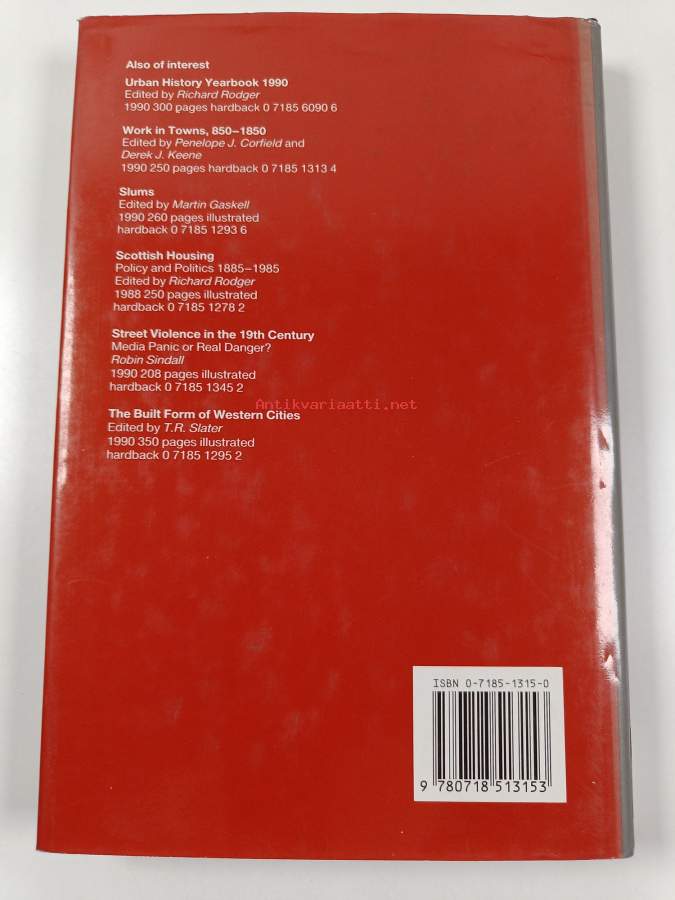 Also of interest
Urban History Yearbook 1990
Edited by Richard Rodger
1990 300 pages hardback 0 7185 6090 6
Work in Towns, 850–1850
Edited by Penelope J. Corfield and
Derek J. Keene
1990 250 pages hardback 0 7185 1313 4
Slums
Edited by Martin Gaskell
1990 260 pages illustrated
hardback 0 7185 1293 6
Scottish Housing
Policy and Politics 1885–1985
Edited by Richard Rodger
1988 250 pages illustrated
hardback 0 7185 1278 2
Street Violence in the 19th Century
Media Panic or Real Danger?
Robin Sindall
1990 208 pages illustrated
hardback 0 7185 1345 2
Antikvariaatti.net
The Built Form of Western Cities
Edited by T.R. Slater
1990 350 pages illustrated
hardback 0 7185 1295 2
ISBN 0-7185-1315-0
9 780718 513153